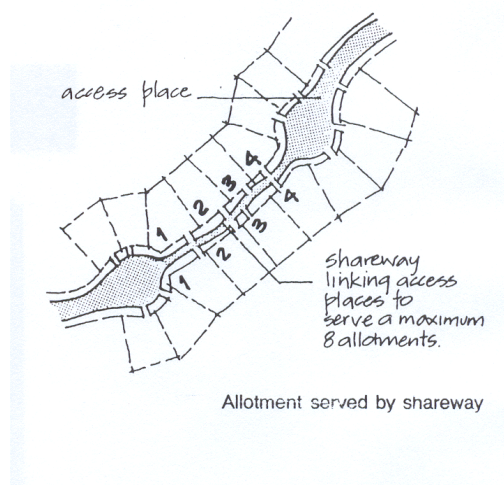 access place
4
3
2
1
4
3
2
1
shareway
linking access
places to
serve a maximum
8 allotments.
Allotment served by shareway